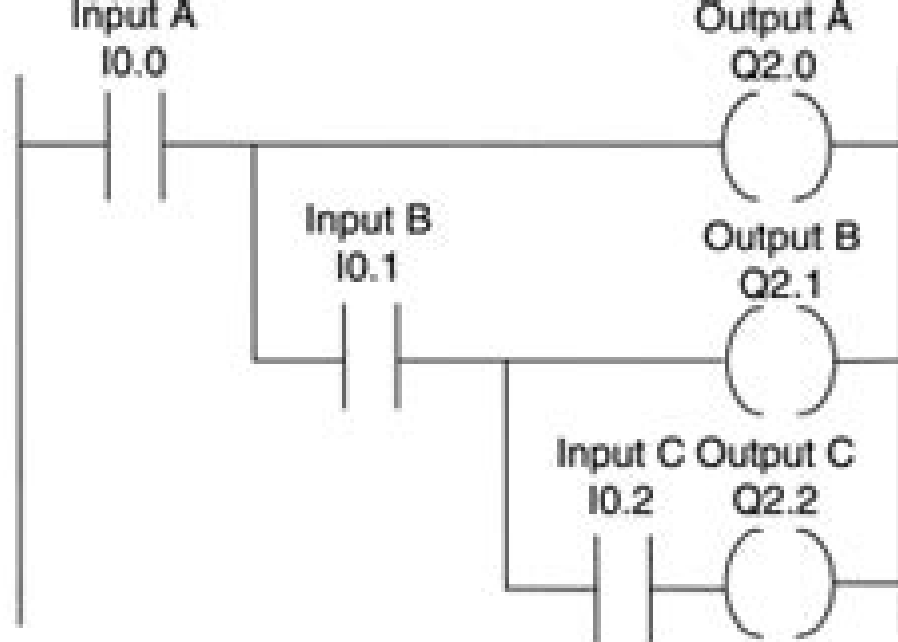 Input A
I0.0
Output A
Q2.0
Input B
I0.1
Output B
Q2.1
Input C Output C
I0.2 Q2.2